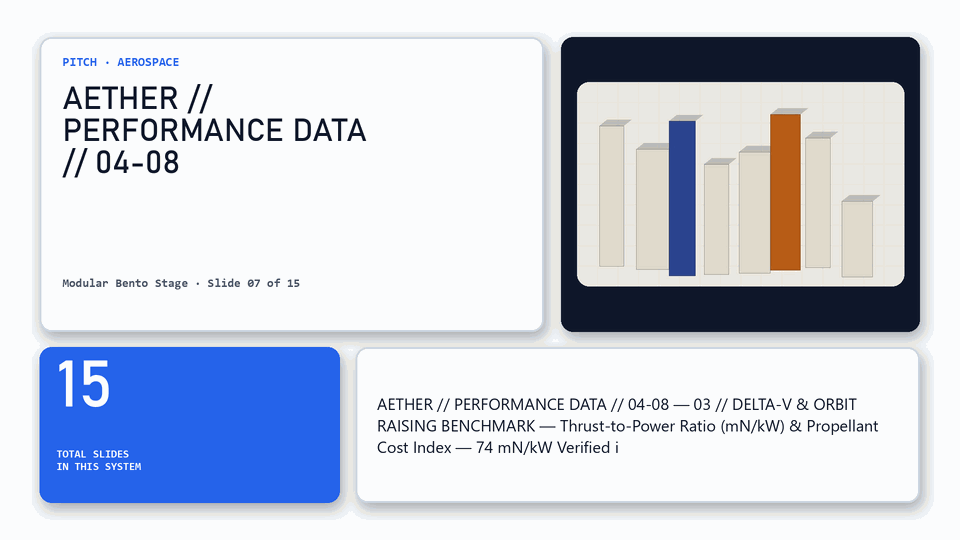 PITCH · AEROSPACE
AETHER //
PERFORMANCE DATA
// 04-08
Modular Bento Stage · Slide 07 of 15
15
TOTAL SLIDES
IN THIS SYSTEM
AETHER // PERFORMANCE DATA // 04-08 — 03 // DELTA-V & ORBIT
RAISING BENCHMARK — Thrust-to-Power Ratio (mN/kW) & Propellant
Cost Index — 74 mN/kW Verified i